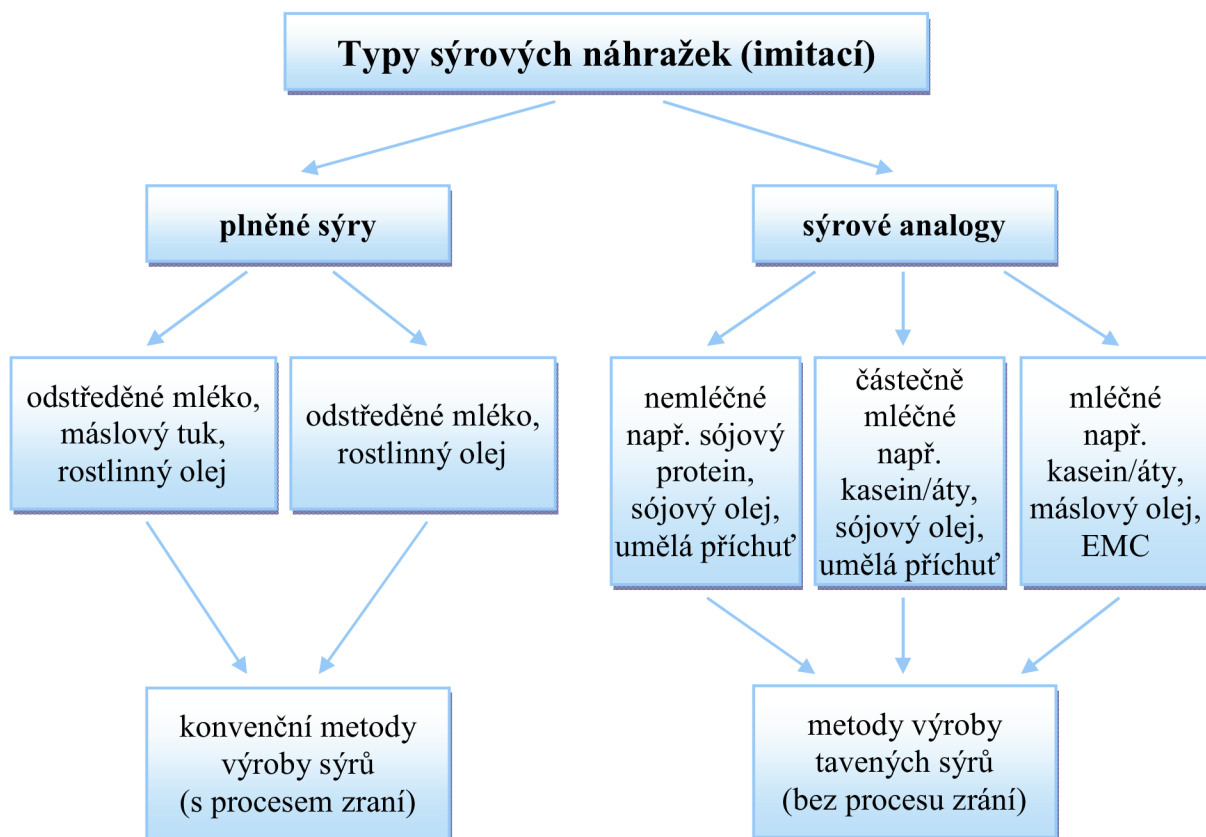 Typy sýrových náhražek (imitací)
plněné sýry
sýrové analogy
odstředěné mléko,
máslový tuk,
rostlinný olej
odstředěné mléko,
rostlinný olej
nemléčné
např. sójový
protein,
sójový olej,
umělá příchuť
částečně
mléčné
např.
kasein/áty,
sójový olej,
umělá příchuť
mléčné
např.
kasein/áty,
máslový olej,
EMC
konvenční metody
výroby sýrů
(s procesem zraní)
metody výroby
tavených sýrů
(bez procesu zrání)